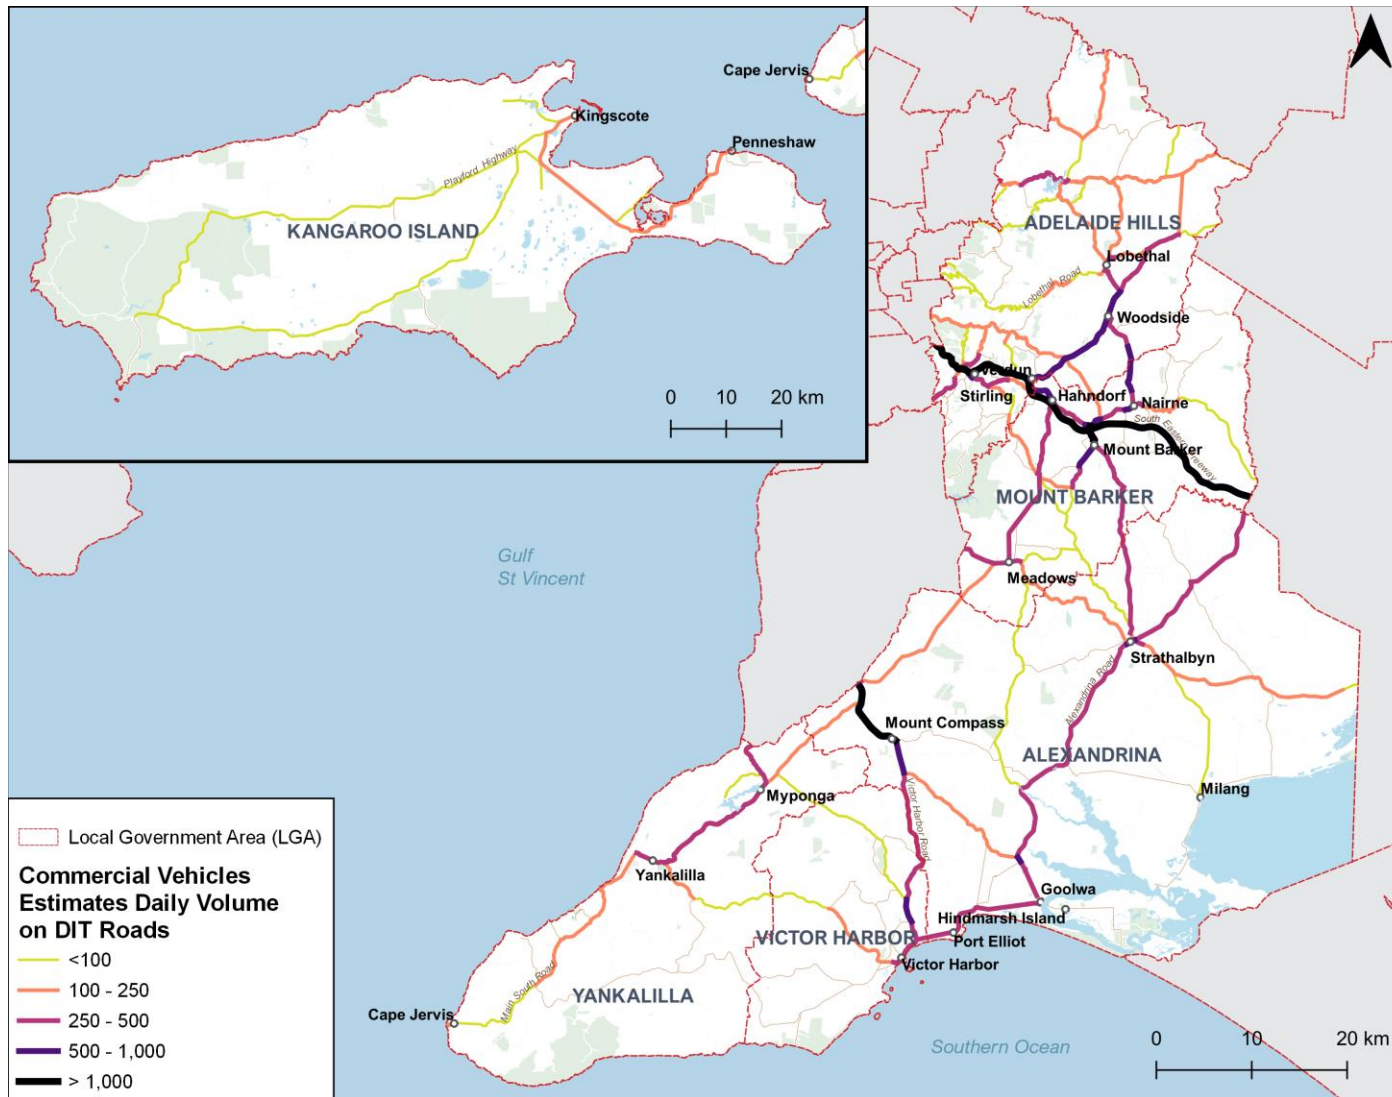 Cape Jervis
Kingscote
Penneshaw
Playford Highway
KANGAROO ISLAND
0 10 20 km
ADELAIDE HILLS
Lobethal
Lobethal Road
Woodside
Verdun
Stirling
Hahndorf
Nairne
South Eastern Freeway
Mount Barker
MOUNT BARKER
Gulf
St Vincent
Meadows
Strathalbyn
Alexandrina Road
Mount Compass
ALEXANDRINA
Milang
Myponga
Victor Harbor Road
Yankalilla
Goolwa
Hindmarsh Island
VICTOR HARBOR
Port Elliot
Victor Harbor
YANKALILLA
Main South Road
Cape Jervis
Southern Ocean
0 10 20 km
Local Government Area (LGA)
Commercial Vehicles
Estimates Daily Volume
on DIT Roads
<100
100 - 250
250 - 500
500 - 1,000
> 1,000